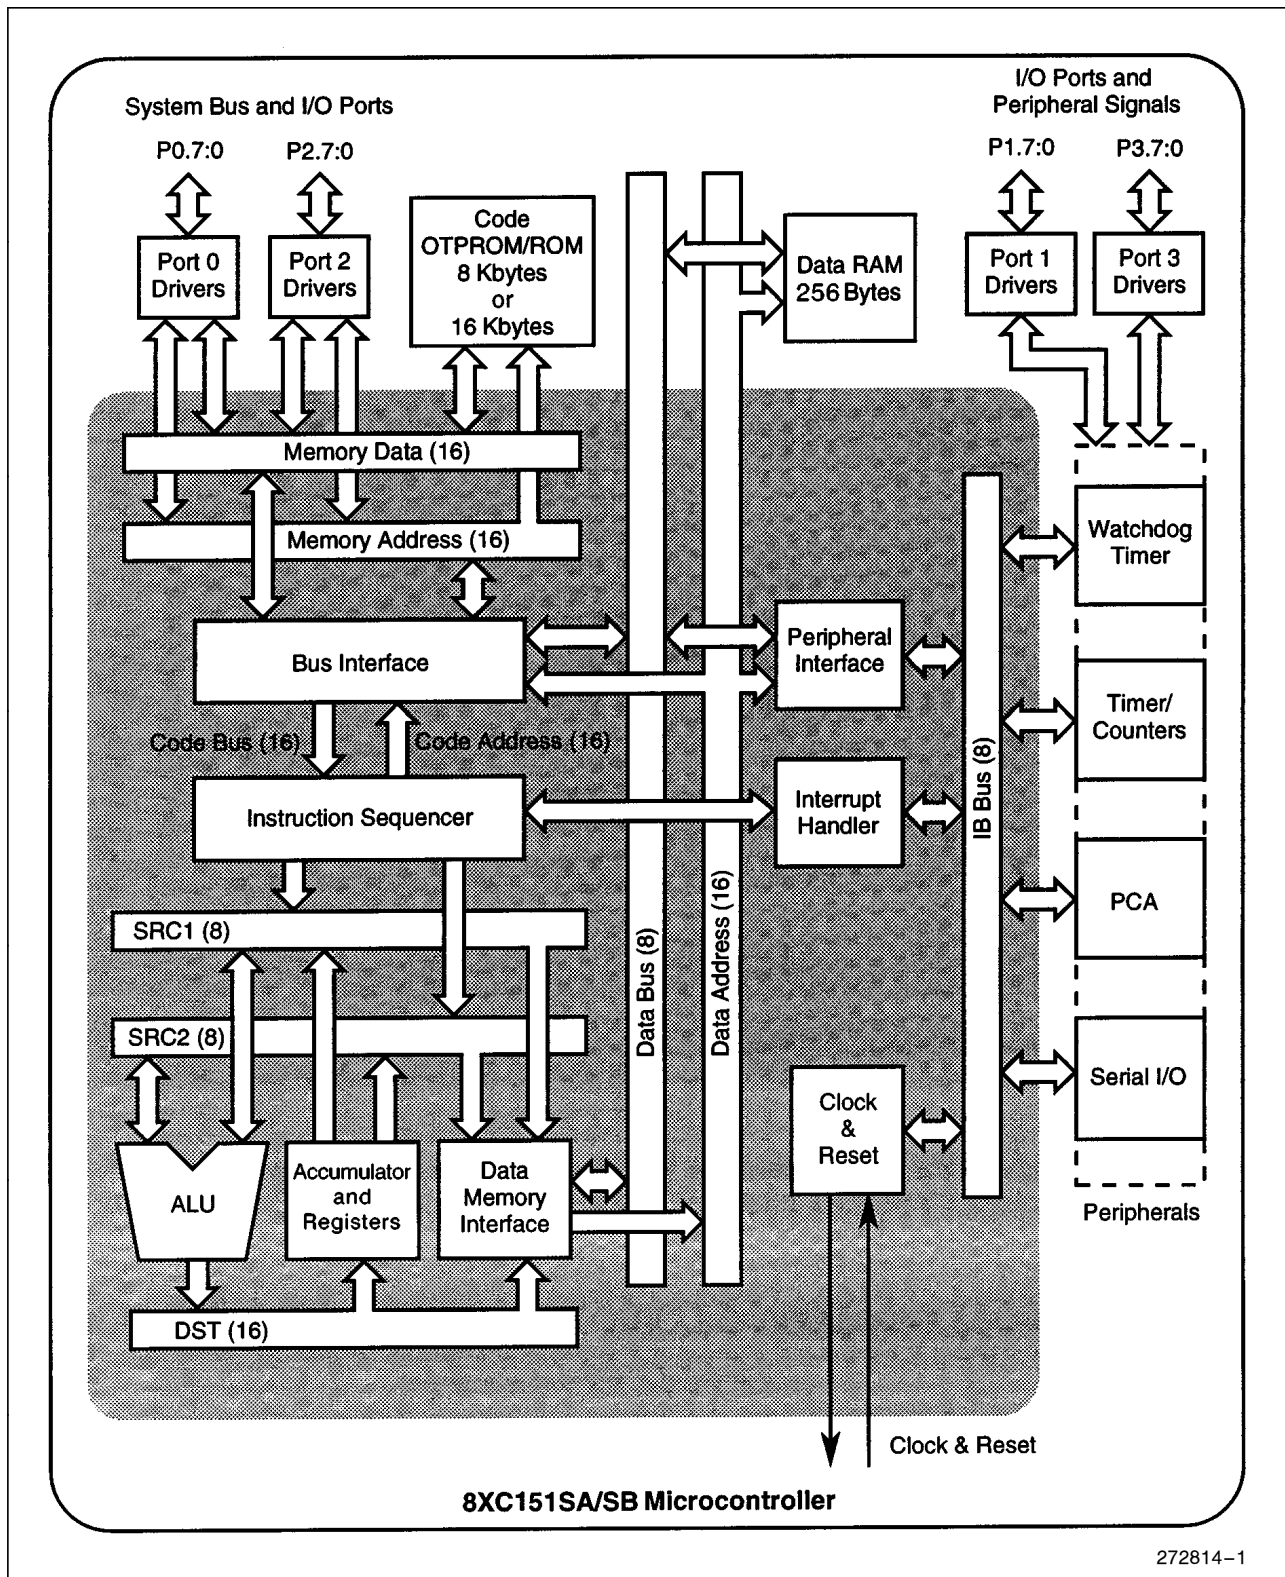 System Bus and I/O Ports
I/O Ports and
Peripheral Signals
P0.7:0
P2.7:0
P1.7:0
P3.7:0
Port 0
Drivers
Port 2
Drivers
Code
OTPROM/ROM
8 Kbytes
or
16 Kbytes
Data RAM
256 Bytes
Port 1
Drivers
Port 3
Drivers
Memory Data (16)
Memory Address (16)
Bus Interface
Code Bus (16)
Code Address (16)
Instruction Sequencer
Peripheral
Interface
Interrupt
Handler
SRC1 (8)
SRC2 (8)
Data Bus (8)
Data Address (16)
IB Bus (8)
Watchdog
Timer
Timer/
Counters
PCA
Serial I/O
Peripherals
Clock
&
Reset
ALU
Accumulator
and
Registers
Data
Memory
Interface
DST (16)
Clock & Reset
8XC151SA/SB Microcontroller
272814–1